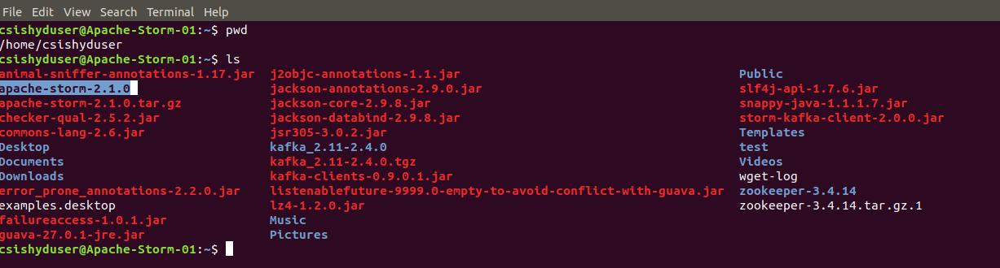 File Edit View Search Terminal Help
csishyduser@Apache-Storm-01:~$ pwd
/home/csishyduser
csishyduser@Apache-Storm-01:~$ ls
animal-sniffer-annotations-1.17.jar j2objc-annotations-1.1.jar Public
apache-storm-2.1.0 jackson-annotations-2.9.0.jar slf4j-api-1.7.6.jar
apache-storm-2.1.0.tar.gz jackson-core-2.9.8.jar snappy-java-1.1.1.7.jar
checker-qual-2.5.2.jar jackson-databind-2.9.8.jar storm-kafka-client-2.0.0.jar
commons-lang-2.6.jar jsr305-3.0.2.jar Templates
Desktop kafka_2.11-2.4.0 test
Documents kafka_2.11-2.4.0.tgz Videos
Downloads kafka-clients-0.9.0.1.jar wget-log
error_prone_annotations-2.2.0.jar listenablefuture-9999.0-empty-to-avoid-conflict-with-guava.jar zookeeper-3.4.14
examples.desktop lz4-1.2.0.jar zookeeper-3.4.14.tar.gz.1
failureaccess-1.0.1.jar Music
guava-27.0.1-jre.jar Pictures
csishyduser@Apache-Storm-01:~$